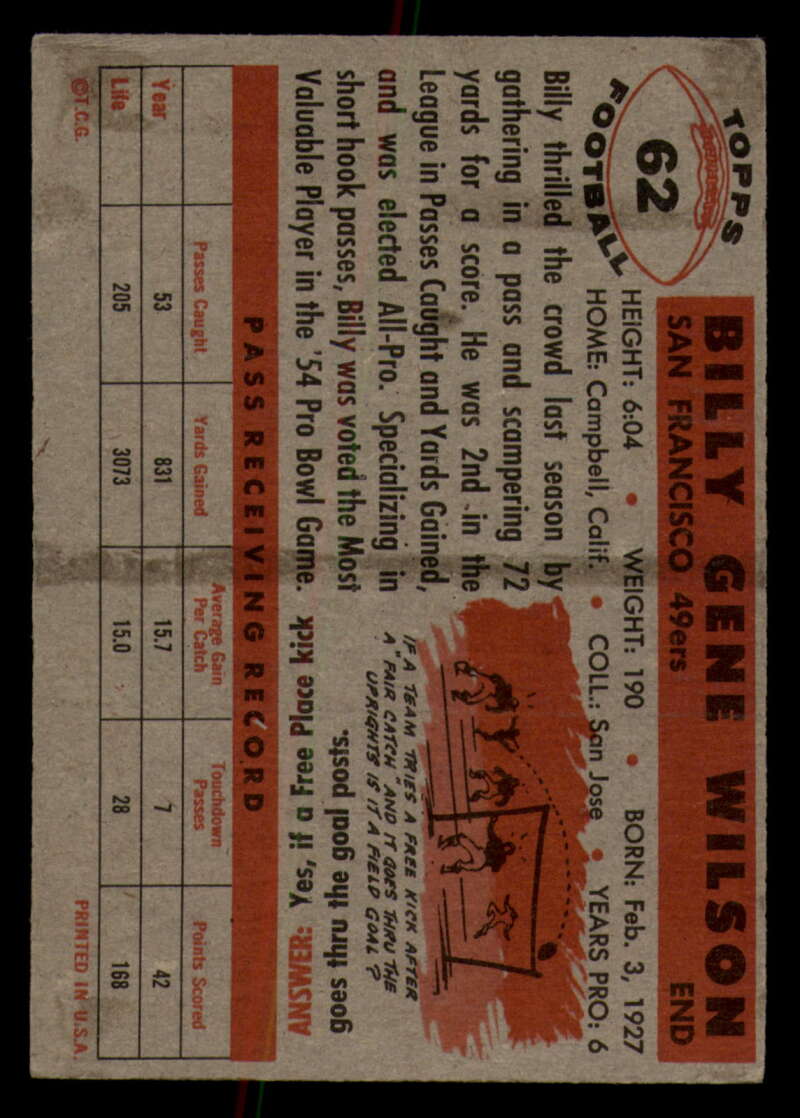 TOPPS
62
FOOTBALL
BILLY GENE WILSON
SAN FRANCISCO 49ers END
HEIGHT: 6:04 • WEIGHT: 190 • BORN: Feb. 3, 1927
HOME: Campbell, Calif. • COLL.: San Jose • YEARS PRO: 6
Billy thrilled the crowd last season by
gathering in a pass and scampering 72
yards for a score. He was 2nd in the
League in Passes Caught and Yards Gained,
and was elected All-Pro. Specializing in
short hook passes, Billy was voted the Most
Valuable Player in the '54 Pro Bowl Game.
IF A TEAM TRIES A FREE KICK AFTER
A "FAIR CATCH" AND IT GOES THRU THE
UPRIGHTS IS IT A FIELD GOAL ?
ANSWER: Yes, if a Free Place kick
goes thru the goal posts.
PASS RECEIVING RECORD
Passes Caught Yards Gained Average Gain Per Catch Touchdown Passes Points Scored
Year 53 831 15.7 7 42
Life 205 3073 15.0 28 168
©T.C.G. PRINTED IN U.S.A.